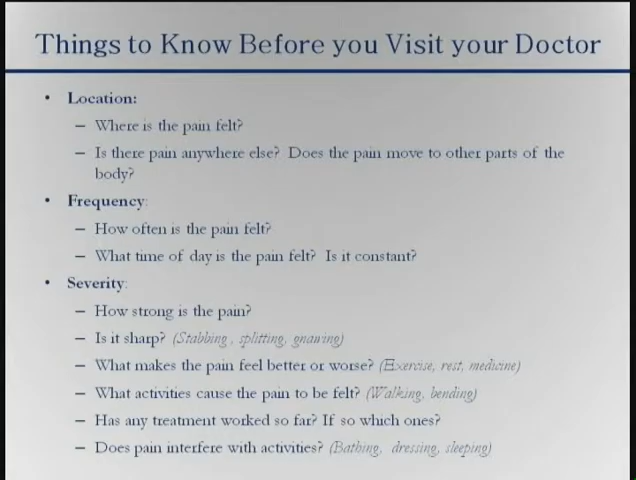 Things to Know Before you Visit your Doctor
• Location:
– Where is the pain felt?
– Is there pain anywhere else? Does the pain move to other parts of the
body?
• Frequency:
– How often is the pain felt?
– What time of day is the pain felt? Is it constant?
• Severity:
– How strong is the pain?
– Is it sharp? (Stabbing , splitting, gnawing)
– What makes the pain feel better or worse? (Exercise, rest, medicine)
– What activities cause the pain to be felt? (Walking, bending)
– Has any treatment worked so far? If so which ones?
– Does pain interfere with activities? (Bathing, dressing, sleeping)